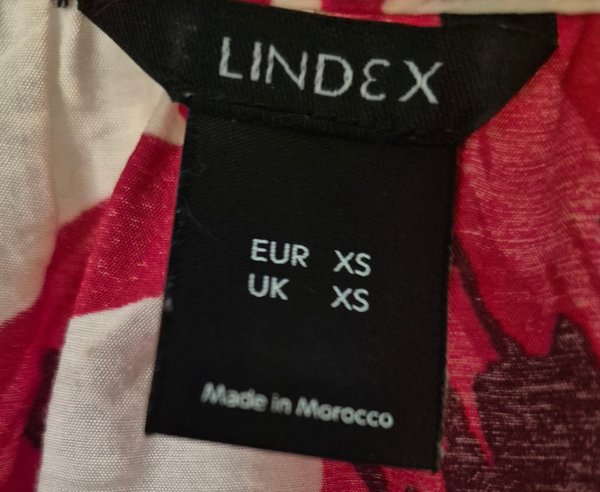 LINDEX
EUR XS
UK XS
Made in Morocco